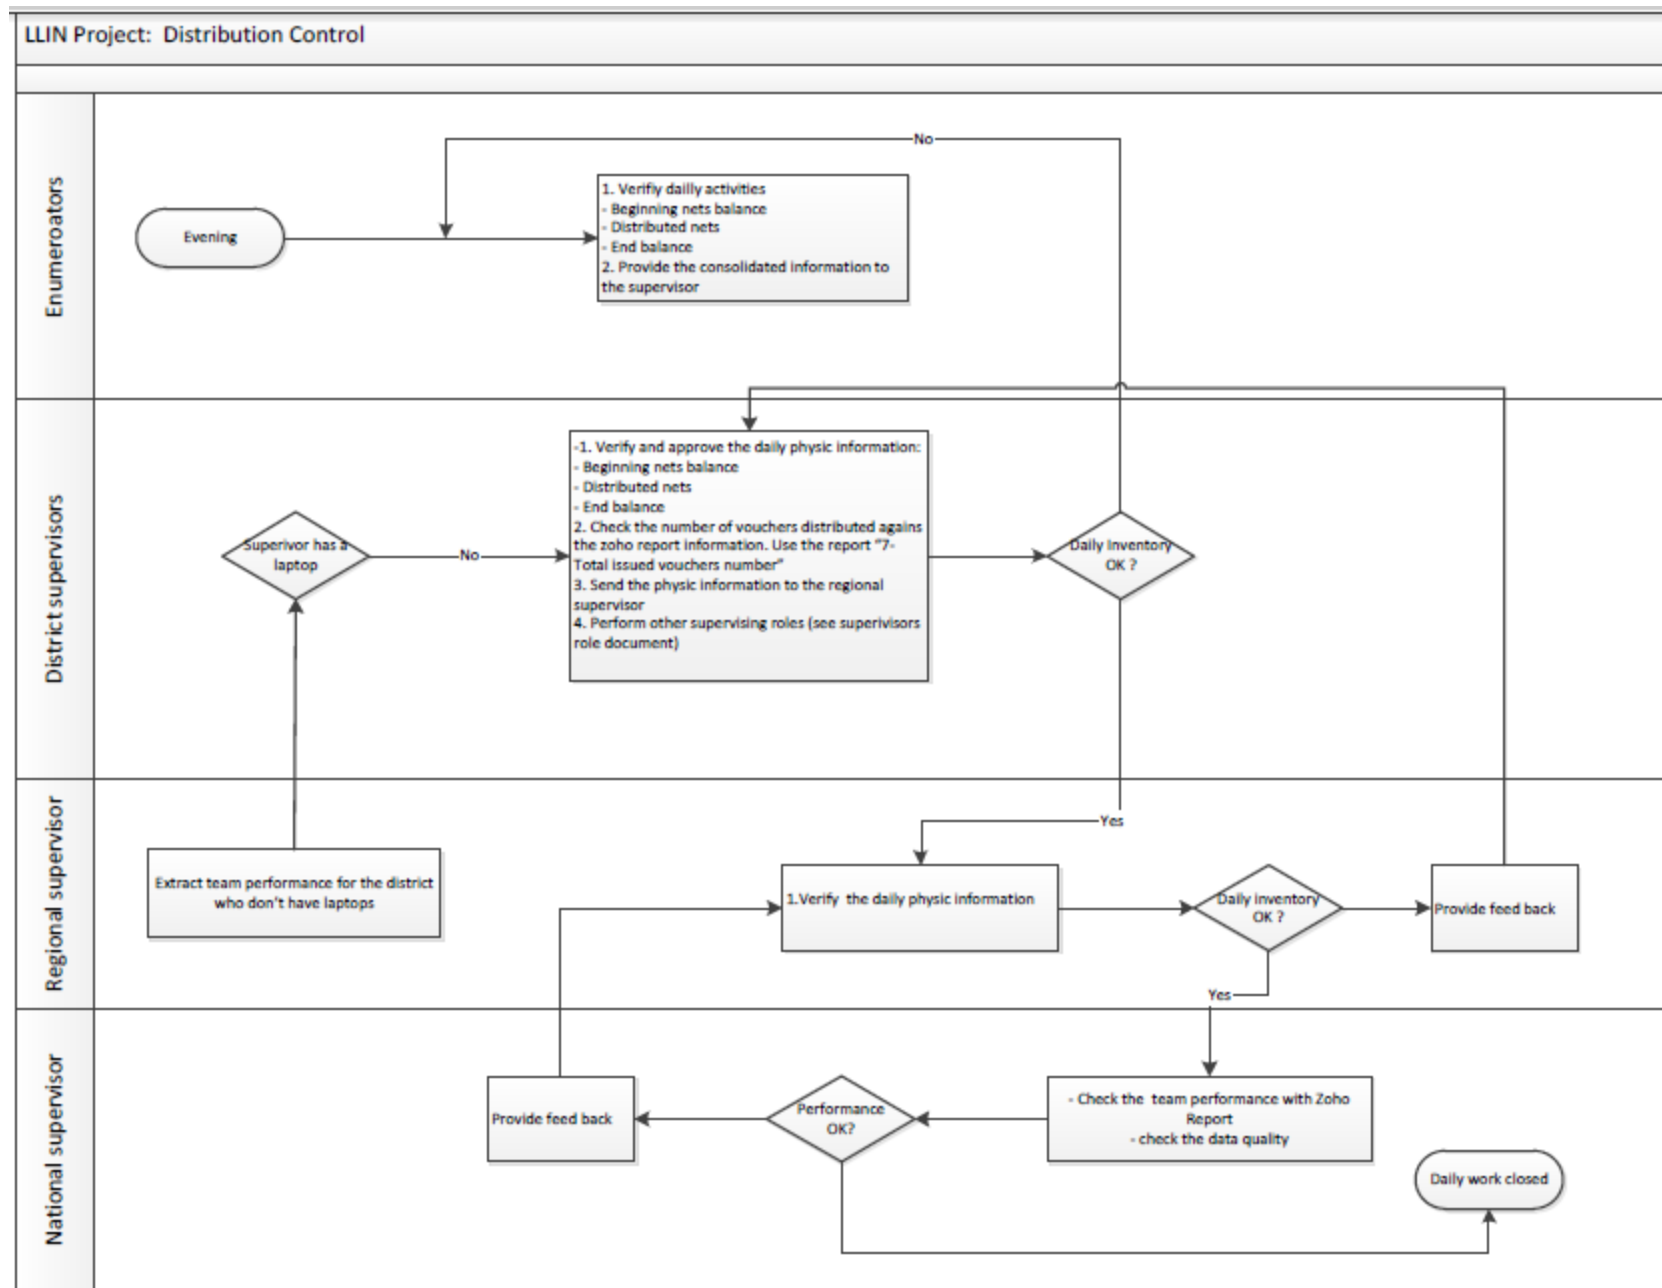 LLIN Project: Distribution Control
Enumeroators
No
Evening
1. Verifiy dailly activities
- Beginning nets balance
- Distributed nets
- End balance
2. Provide the consolidated information to
the supervisor
District supervisors
Superivor has a
laptop
No
-1. Verify and approve the daily physic information:
- Beginning nets balance
- Distributed nets
- End balance
2. Check the number of vouchers distributed agains
the zoho report information. Use the report "7-
Total issued vouchers number"
3. Send the physic information to the regional
supervisor
4. Perform other supervising roles (see superivisors
role document)
Daily Inventory
OK ?
Regional supervisor
Yes
Extract team performance for the district
who don't have laptops
1.Verify the daily physic information
Daily inventory
OK ?
Provide feed back
Yes
National supervisor
Provide feed back
Performance
OK?
- Check the team performance with Zoho
Report
- check the data quality
Daily work closed